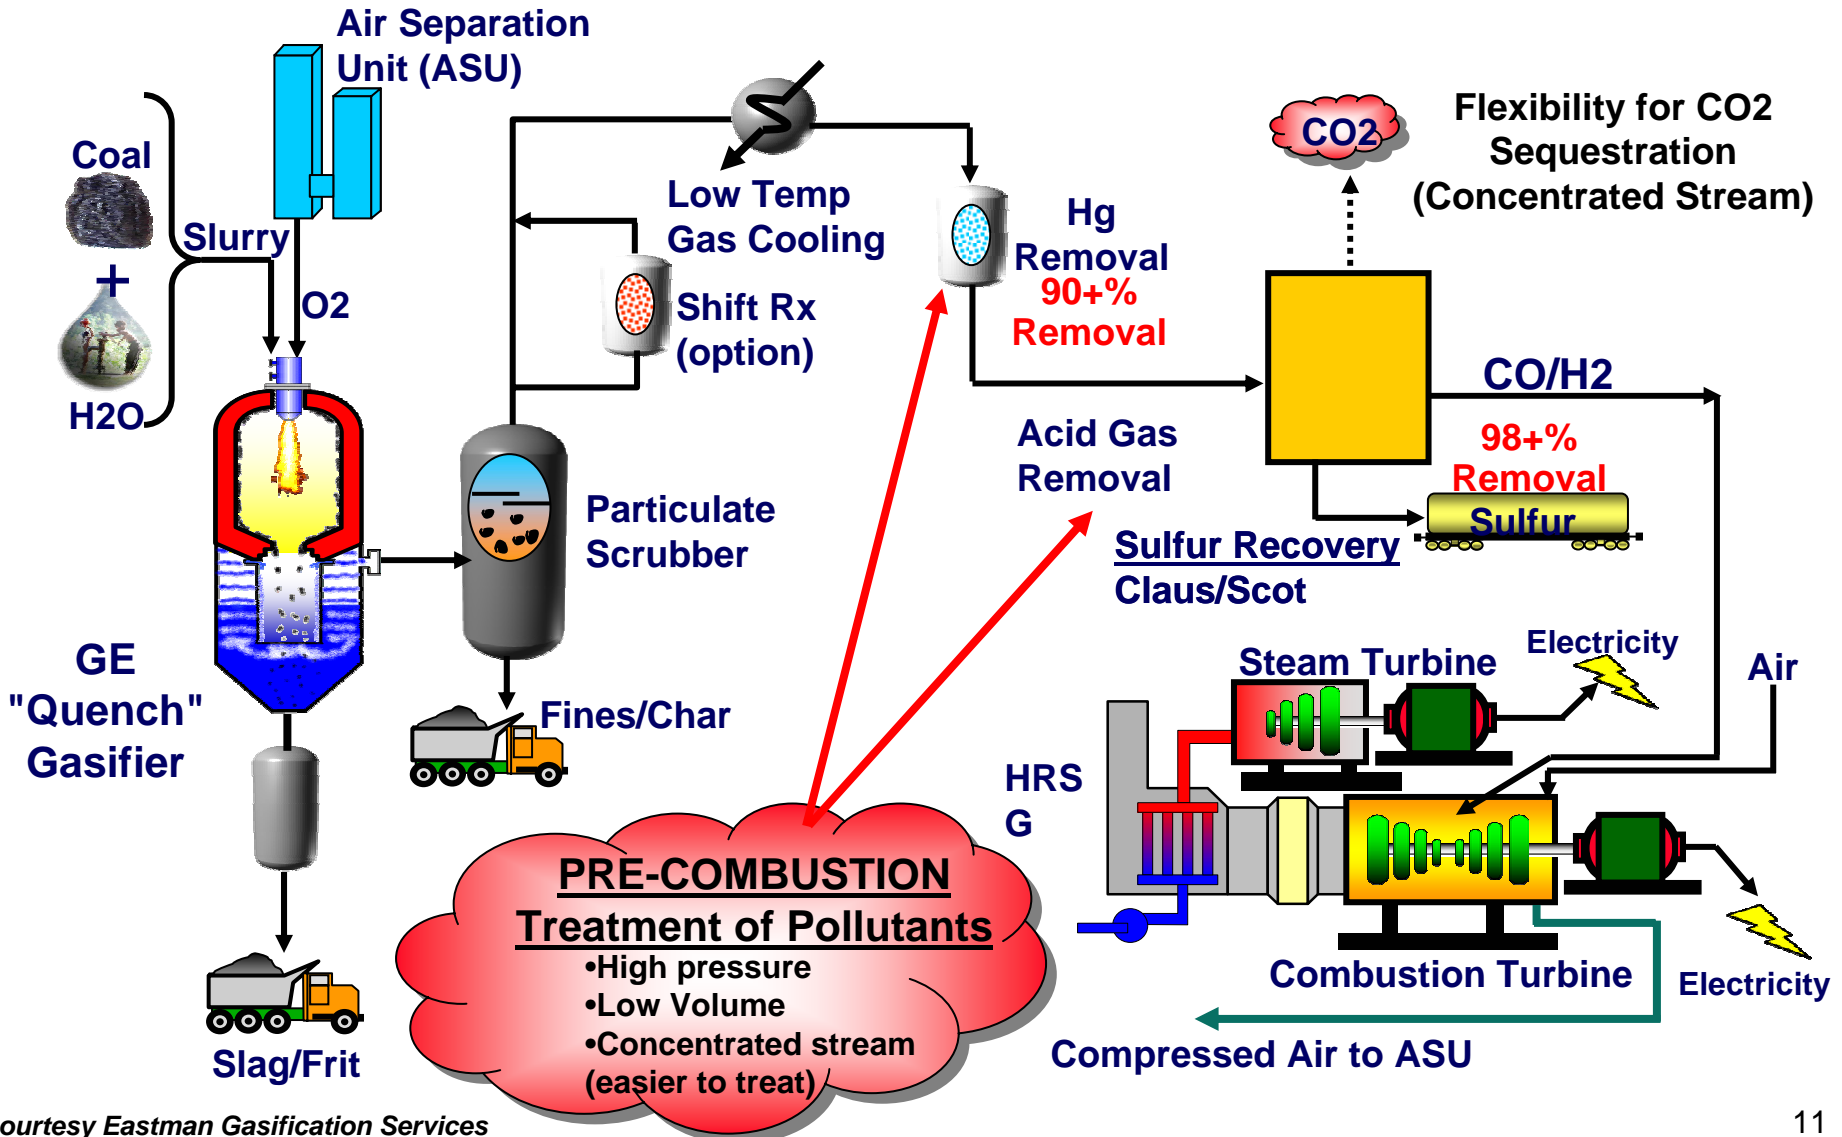 Air Separation
Unit (ASU)
Coal
+
H2O
Slurry
O2
GE
"Quench"
Gasifier
Slag/Frit
Particulate
Scrubber
Fines/Char
Low Temp
Gas Cooling
Shift Rx
(option)
Hg
Removal
90+%
Removal
CO2
Flexibility for CO2
Sequestration
(Concentrated Stream)
CO/H2
98+%
Removal
Sulfur
Acid Gas
Removal
Sulfur Recovery
Claus/Scot
Steam Turbine
Electricity
Air
HRS
G
Combustion Turbine
Electricity
Compressed Air to ASU
PRE-COMBUSTION
Treatment of Pollutants
•High pressure
•Low Volume
•Concentrated stream
(easier to treat)
ourtesy Eastman Gasification Services
11